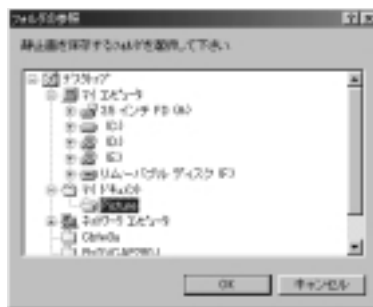 フォルダの参照
静止画を保存するフォルダを選択して下さい
デスクトップ
マイ コンピュータ
3.5 インチ FD (A:)
(C:)
(D:)
(E:)
リムーバブル ディスク (F:)
マイ ドキュメント
Picture
ネットワーク コンピュータ
OK
キャンセル